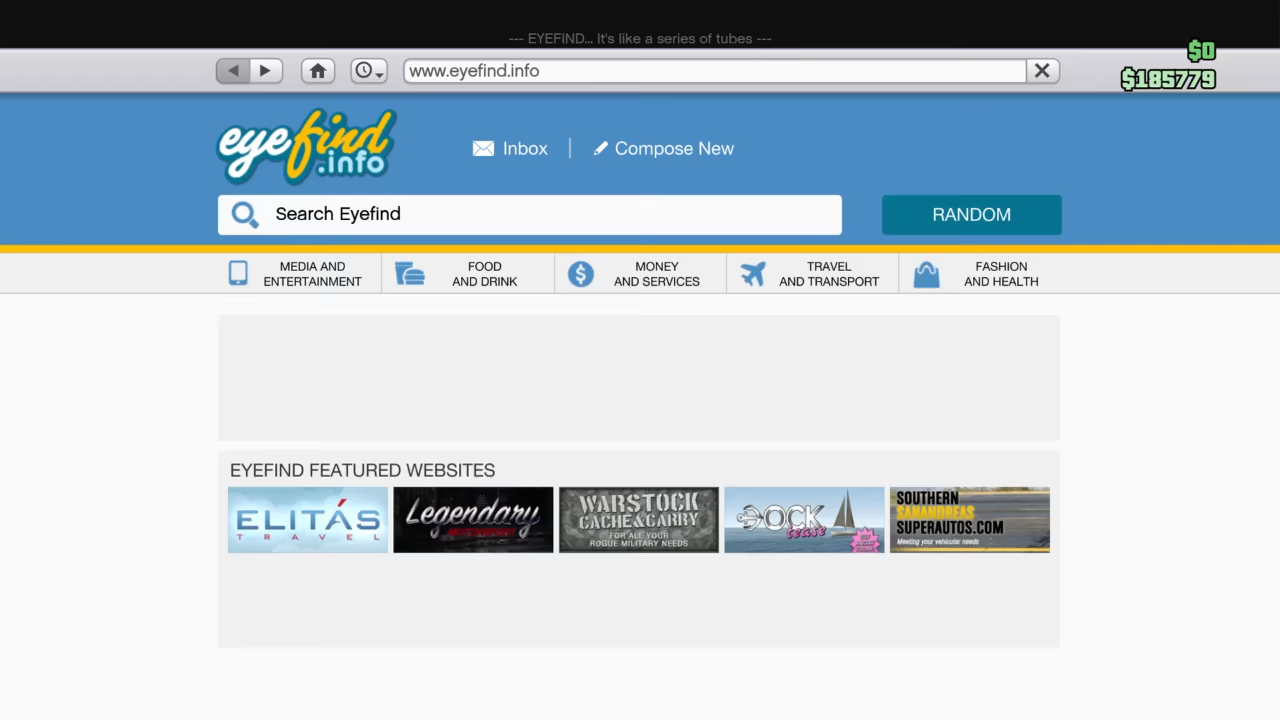 --- EYEFIND... It's like a series of tubes ---
$0
www.eyefind.info
$185779
eyefind
.info
Inbox
Compose New
Search Eyefind
RANDOM
MEDIA AND
ENTERTAINMENT
FOOD
AND DRINK
MONEY
AND SERVICES
TRAVEL
AND TRANSPORT
FASHION
AND HEALTH
EYEFIND FEATURED WEBSITES
ELITÁS
TRAVEL
Legendary
WARSTOCK
CACHE&CARRY
FOR ALL YOUR
ROGUE MILITARY NEEDS
DOCK
tease
SOUTHERN
SANANDREAS
SUPERAUTOS.COM
Meeting your vehicular needs